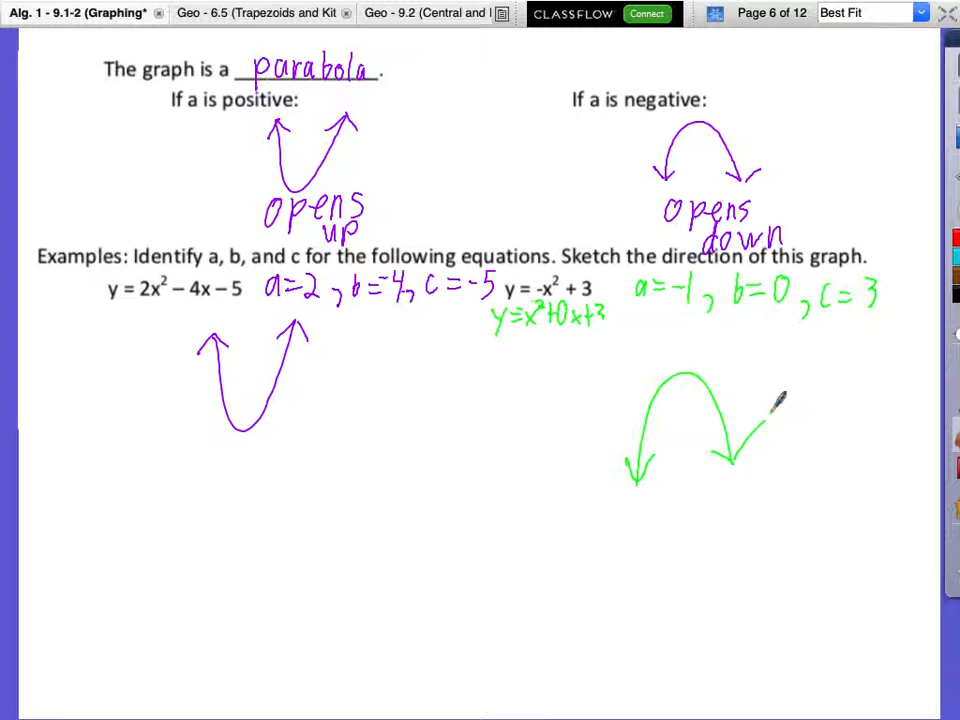 Alg. 1 - 9.1-2 (Graphing* Geo - 6.5 (Trapezoids and Kit Geo - 9.2 (Central and I CLASSFLOW Connect Page 6 of 12 Best Fit
The graph is a parabola.
If a is positive: If a is negative:
opens up opens down
Examples: Identify a, b, and c for the following equations. Sketch the direction of this graph.
y = 2x² – 4x – 5 a=2, b=-4, c=-5 y = -x² + 3 a=-1, b=0, c=3
y=x²+0x+3